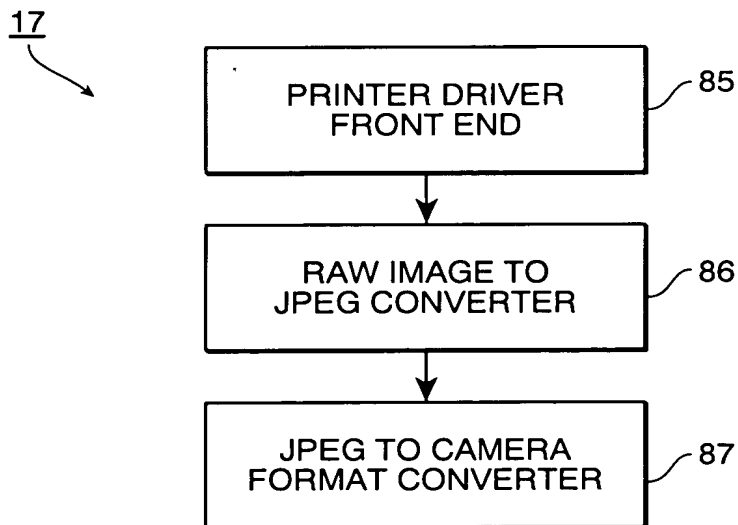 17
PRINTER DRIVER
FRONT END
85
RAW IMAGE TO
JPEG CONVERTER
86
JPEG TO CAMERA
FORMAT CONVERTER
87